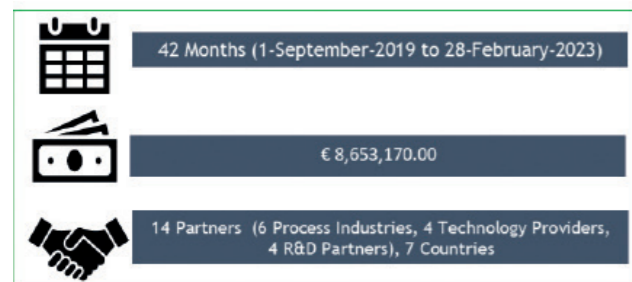 42 Months (1-September-2019 to 28-February-2023)
€ 8,653,170.00
14 Partners (6 Process Industries, 4 Technology Providers,
4 R&D Partners), 7 Countries